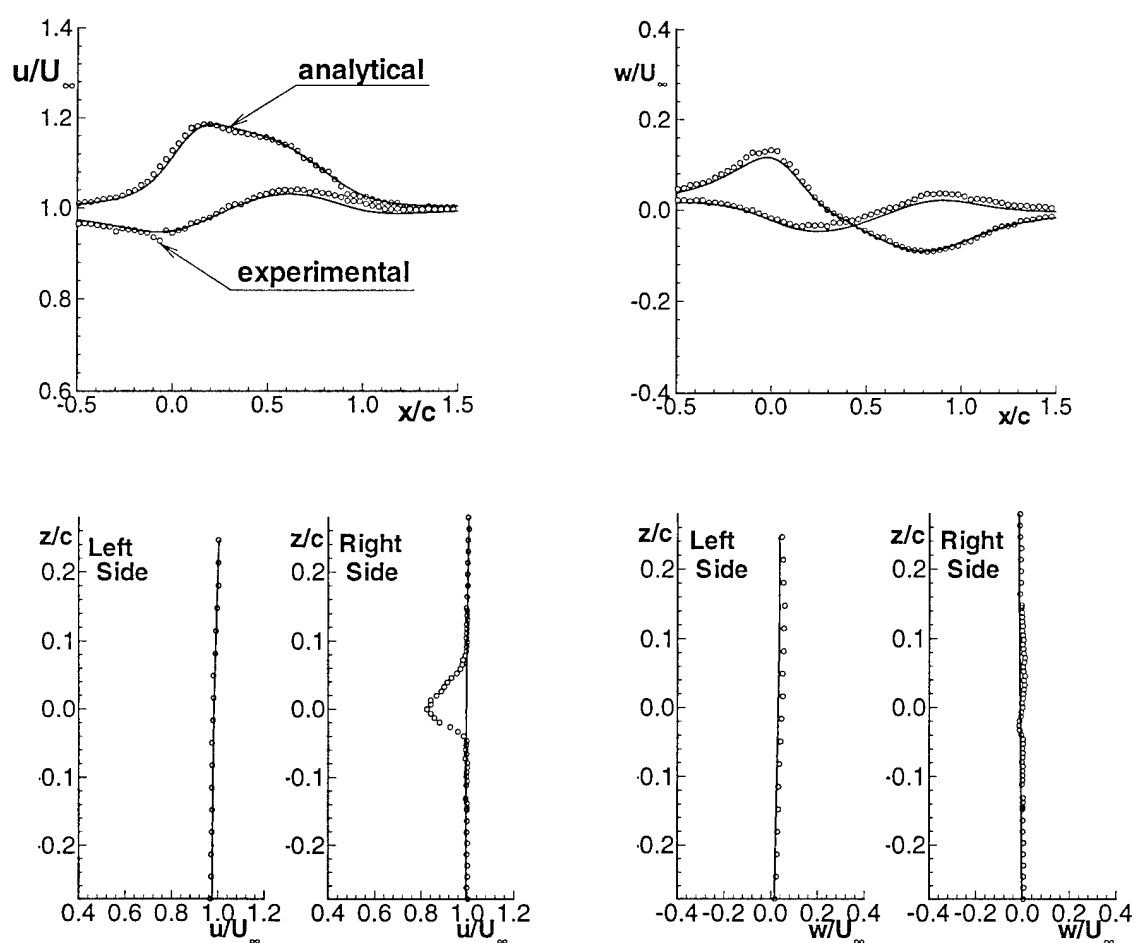 1.4
u/U∞
analytical
1.2
1.0
experimental
0.8
0.6
-0.5 0.0 0.5 1.0 1.5
x/c
0.4
w/U∞
0.2
0.0
-0.2
-0.4
-0.5 0.0 0.5 1.0 1.5
x/c
z/c
Left
Side
0.2
0.1
0.0
-0.1
-0.2
0.4 0.6 0.8 1.0 1.2
u/U∞
z/c
Right
Side
0.2
0.1
0.0
-0.1
-0.2
0.4 0.6 0.8 1.0 1.2
u/U∞
z/c
Left
Side
0.2
0.1
0.0
-0.1
-0.2
-0.4 -0.2 0.0 0.2 0.4
w/U∞
z/c
Right
Side
0.2
0.1
0.0
-0.1
-0.2
-0.4 -0.2 0.0 0.2 0.4
w/U∞